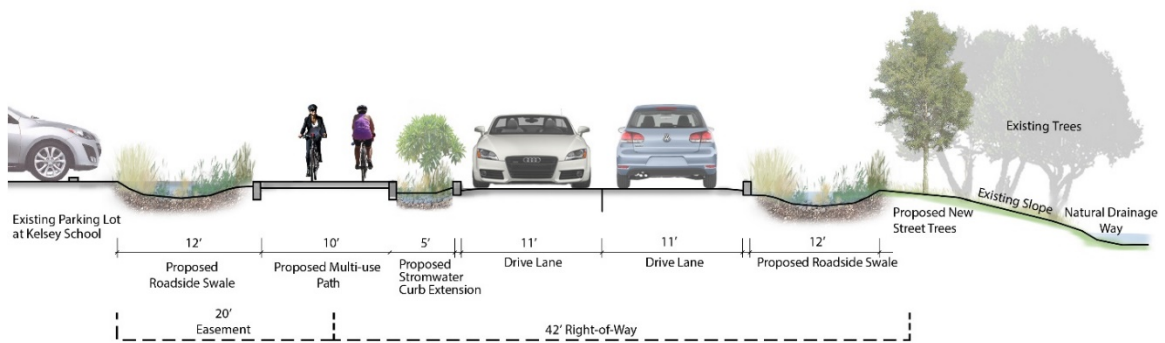 Existing Trees
Existing Slope
Existing Parking Lot
at Kelsey School
Proposed New
Street Trees
Natural Drainage
Way
12'
Proposed
Roadside Swale
10'
Proposed Multi-use
Path
5'
Proposed
Stromwater
Curb Extension
11'
Drive Lane
11'
Drive Lane
12'
Proposed Roadside Swale
20'
Easement
42' Right-of-Way